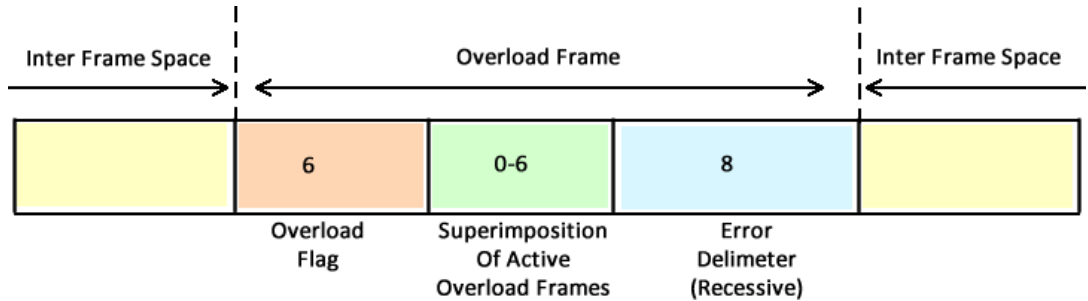 Inter Frame Space
Overload Frame
Inter Frame Space
6
0-6
8
Overload
Flag
Superimposition
Of Active
Overload Frames
Error
Delimeter
(Recessive)